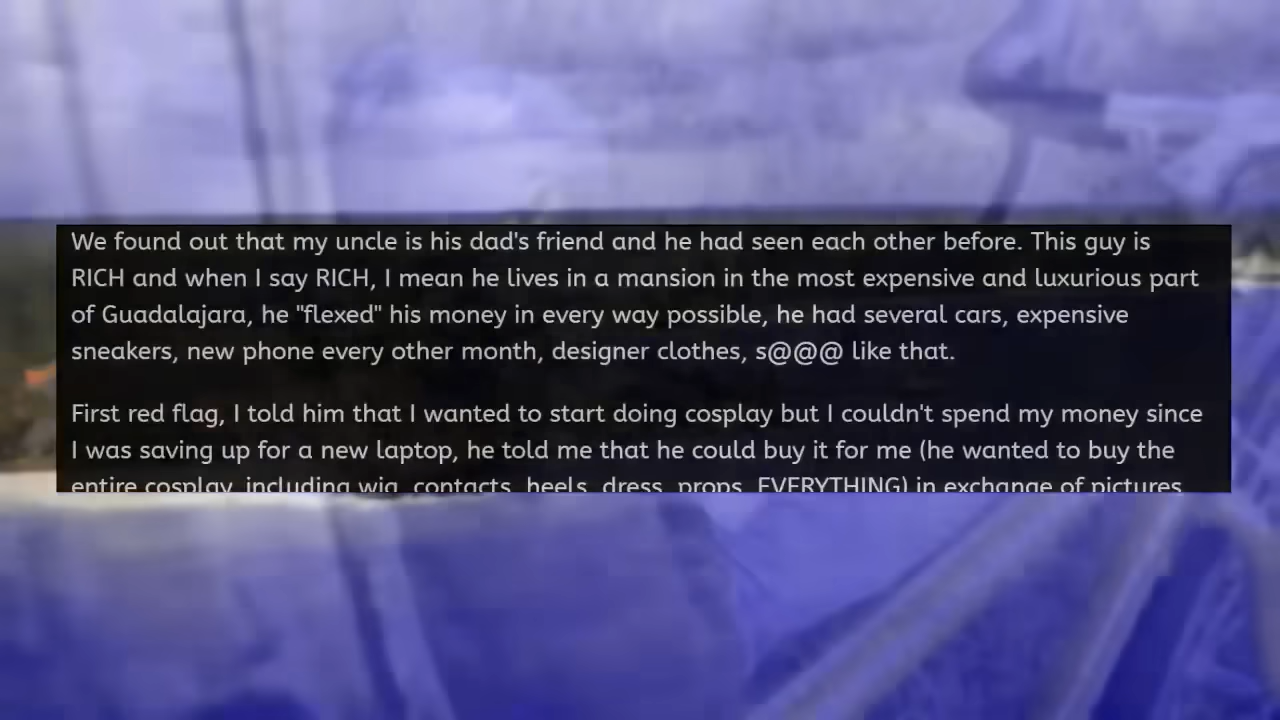 We found out that my uncle is his dad's friend and he had seen each other before. This guy is
RICH and when I say RICH, I mean he lives in a mansion in the most expensive and luxurious part
of Guadalajara, he "flexed" his money in every way possible, he had several cars, expensive
sneakers, new phone every other month, designer clothes, s@@@ like that.
First red flag, I told him that I wanted to start doing cosplay but I couldn't spend my money since
I was saving up for a new laptop, he told me that he could buy it for me (he wanted to buy the
entire cosplay, including wig, contacts, heels, dress, props, EVERYTHING) in exchange of pictures